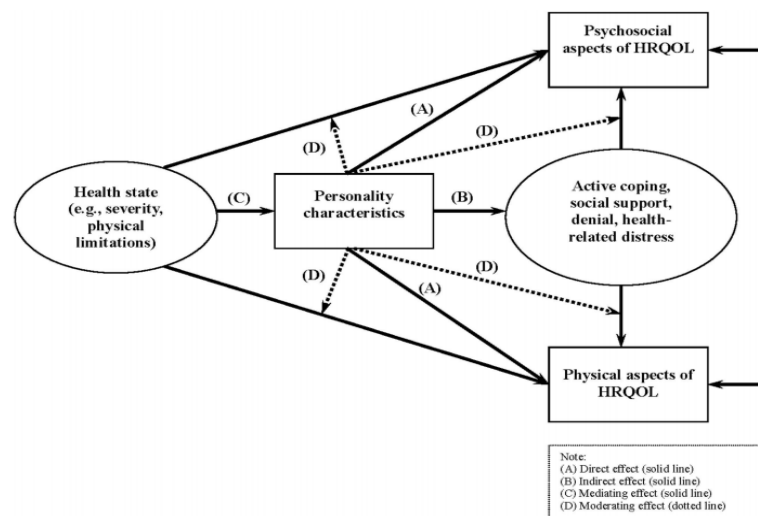 Psychosocial
aspects of HRQOL
(A)
(D)
(D)
Health state
(e.g., severity,
physical
limitations)
(C)
Personality
characteristics
(B)
Active coping,
social support,
denial, health-
related distress
(D)
(D)
(A)
Physical aspects of
HRQOL
Note:
(A) Direct effect (solid line)
(B) Indirect effect (solid line)
(C) Mediating effect (solid line)
(D) Moderating effect (dotted line)